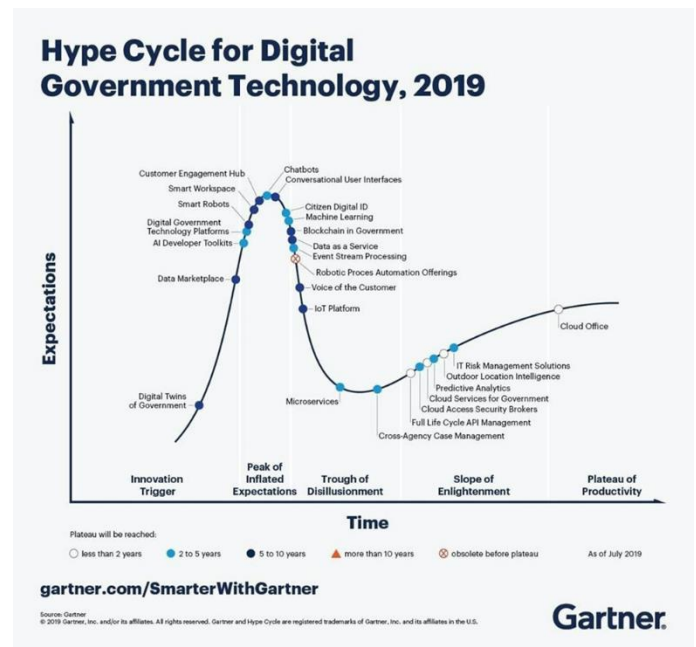 Hype Cycle for Digital
Government Technology, 2019
Expectations
Customer Engagement Hub
Smart Workspace
Smart Robots
Digital Government
Technology Platforms
AI Developer Toolkits
Data Marketplace
Digital Twins
of Government
Chatbots
Conversational User Interfaces
Citizen Digital ID
Machine Learning
Blockchain in Government
Data as a Service
Event Stream Processing
Robotic Proces Automation Offerings
Voice of the Customer
IoT Platform
Microservices
Cloud Office
IT Risk Management Solutions
Outdoor Location Intelligence
Predictive Analytics
Cloud Services for Government
Cloud Access Security Brokers
Full Life Cycle API Management
Cross-Agency Case Management
Innovation
Trigger
Peak of
Inflated
Expectations
Trough of
Disillusionment
Slope of
Enlightenment
Plateau of
Productivity
Time
Plateau will be reached:
less than 2 years
2 to 5 years
5 to 10 years
more than 10 years
obsolete before plateau
As of July 2019
gartner.com/SmarterWithGartner
Source: Gartner
© 2019 Gartner, Inc. and/or its affiliates. All rights reserved. Gartner and Hype Cycle are registered trademarks of Gartner, Inc. and its affiliates in the U.S.
Gartner.